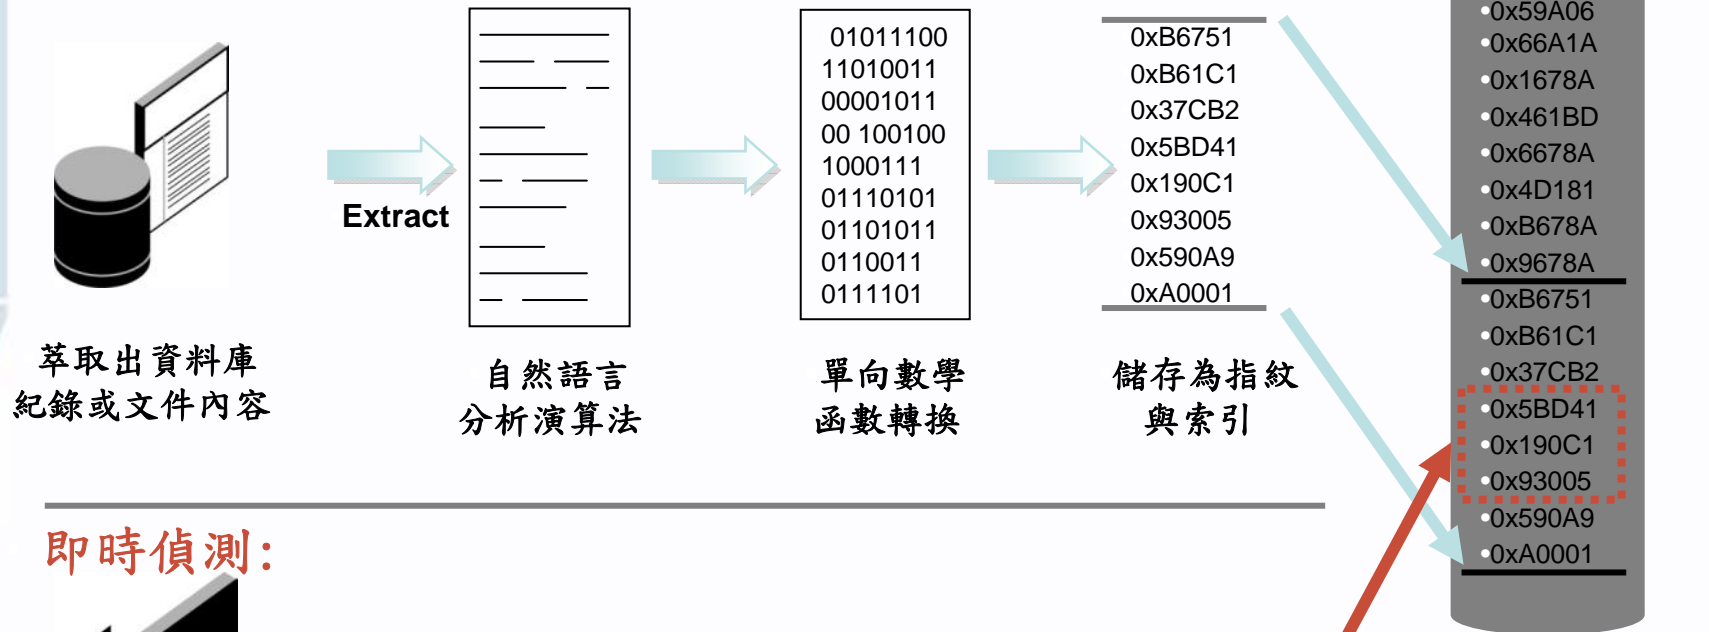 Extract
萃取出資料庫
紀錄或文件內容
自然語言
分析演算法
01011100
11010011
00001011
00 100100
1000111
01110101
01101011
0110011
0111101
單向數學
函數轉換
0xB6751
0xB61C1
0x37CB2
0x5BD41
0x190C1
0x93005
0x590A9
0xA0001
儲存為指紋
與索引
•0x59A06
•0x66A1A
•0x1678A
•0x461BD
•0x6678A
•0x4D181
•0xB678A
•0x9678A
•0xB6751
•0xB61C1
•0x37CB2
•0x5BD41
•0x190C1
•0x93005
•0x590A9
•0xA0001
即時偵測: